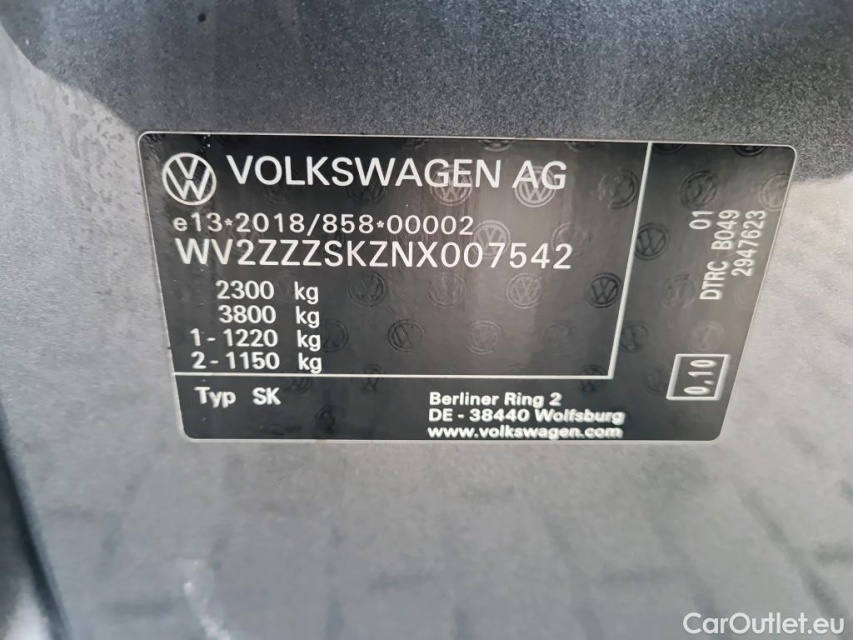 VOLKSWAGEN AG
e13*2018/858*00002
WV2ZZZSKZNX007542
2300 kg
3800 kg
1-1220 kg
2-1150 kg
Typ SK
Berliner Ring 2
DE - 38440 Wolfsburg
www.volkswagen.com
01
DTRC B049
2947623
0,10
CarOutlet.eu